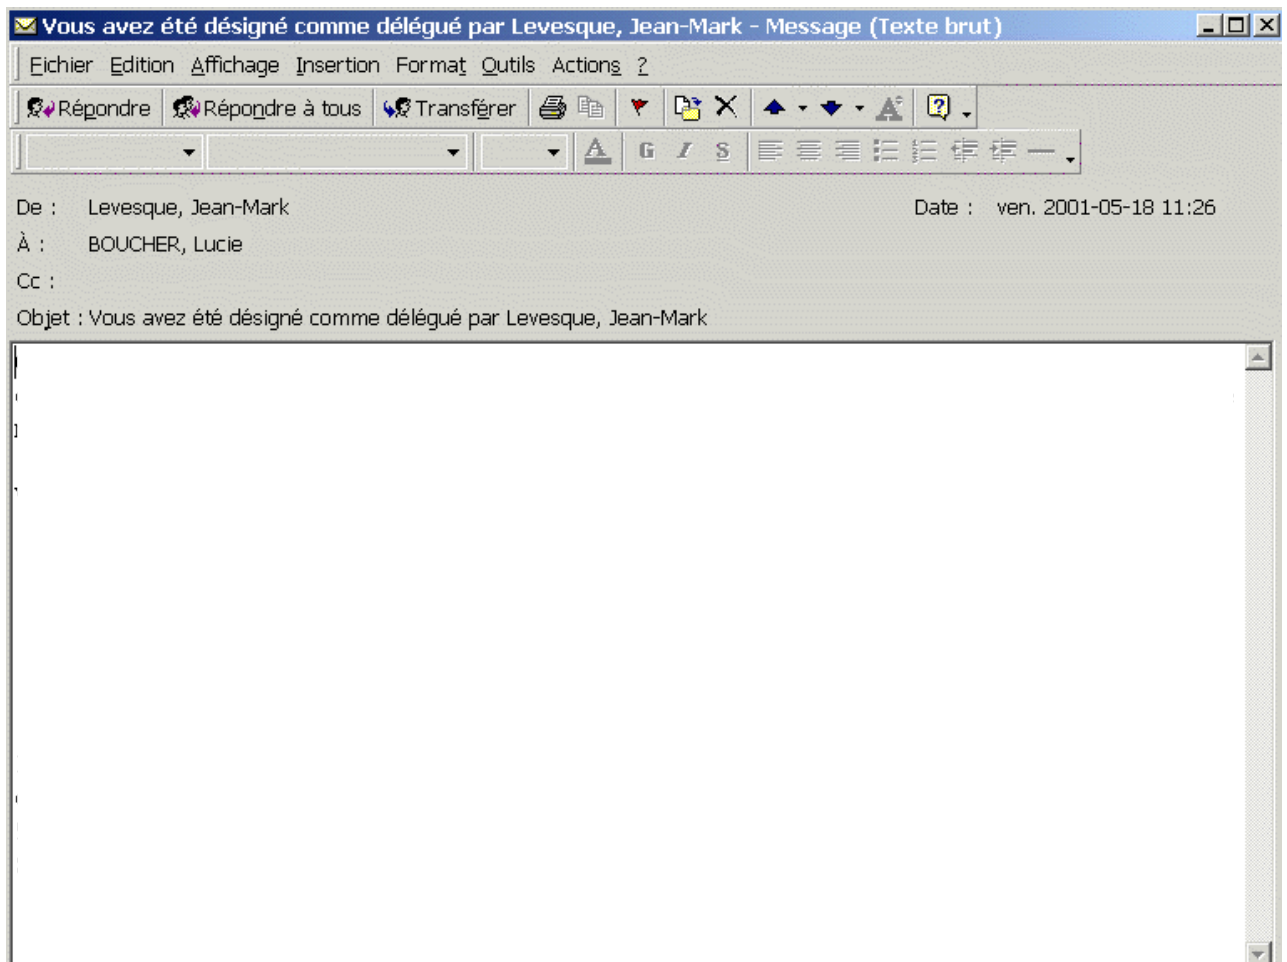 Vous avez été désigné comme délégué par Levesque, Jean-Mark - Message (Texte brut)
Fichier Edition Affichage Insertion Format Outils Actions ?
Répondre Répondre à tous Transférer
G I S
De : Levesque, Jean-Mark Date : ven. 2001-05-18 11:26
À : BOUCHER, Lucie
Cc :
Objet : Vous avez été désigné comme délégué par Levesque, Jean-Mark